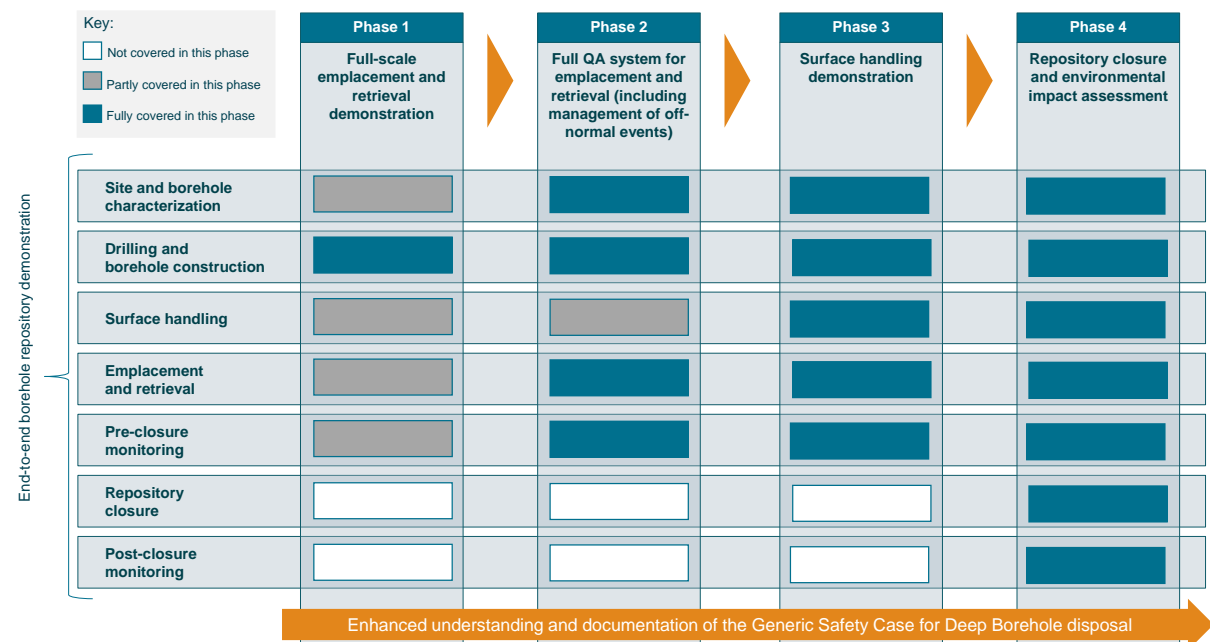 Key:
Not covered in this phase
Partly covered in this phase
Fully covered in this phase
Phase 1
Full-scale
emplacement and
retrieval
demonstration
Phase 2
Full QA system for
emplacement and
retrieval (including
management of off-
normal events)
Phase 3
Surface handling
demonstration
Phase 4
Repository closure
and environmental
impact assessment
End-to-end borehole repository demonstration
Site and borehole
characterization
Drilling and
borehole construction
Surface handling
Emplacement
and retrieval
Pre-closure
monitoring
Repository
closure
Post-closure
monitoring
Enhanced understanding and documentation of the Generic Safety Case for Deep Borehole disposal